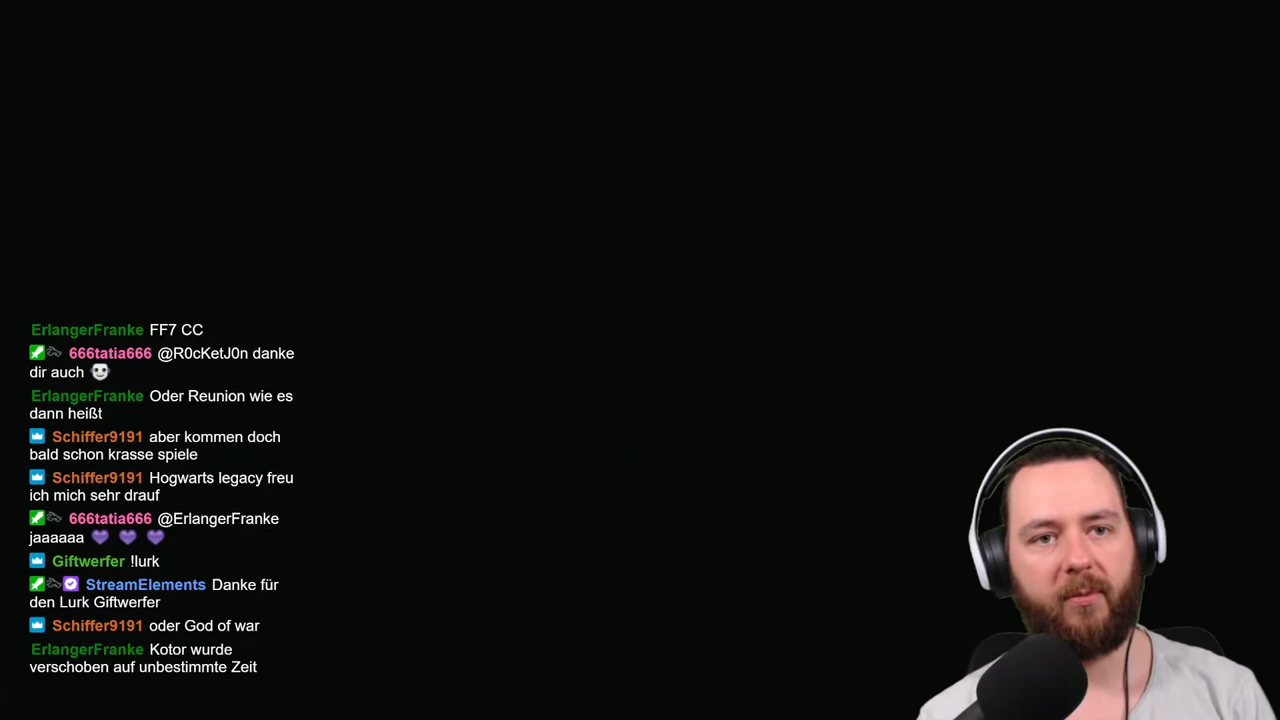 ErlangerFranke FF7 CC
666tatia666 @R0cKetJ0n danke
dir auch
ErlangerFranke Oder Reunion wie es
dann heißt
Schiffer9191 aber kommen doch
bald schon krasse spiele
Schiffer9191 Hogwarts legacy freu
ich mich sehr drauf
666tatia666 @ErlangerFranke
jaaaaaa
Giftwerfer !lurk
StreamElements Danke für
den Lurk Giftwerfer
Schiffer9191 oder God of war
ErlangerFranke Kotor wurde
verschoben auf unbestimmte Zeit